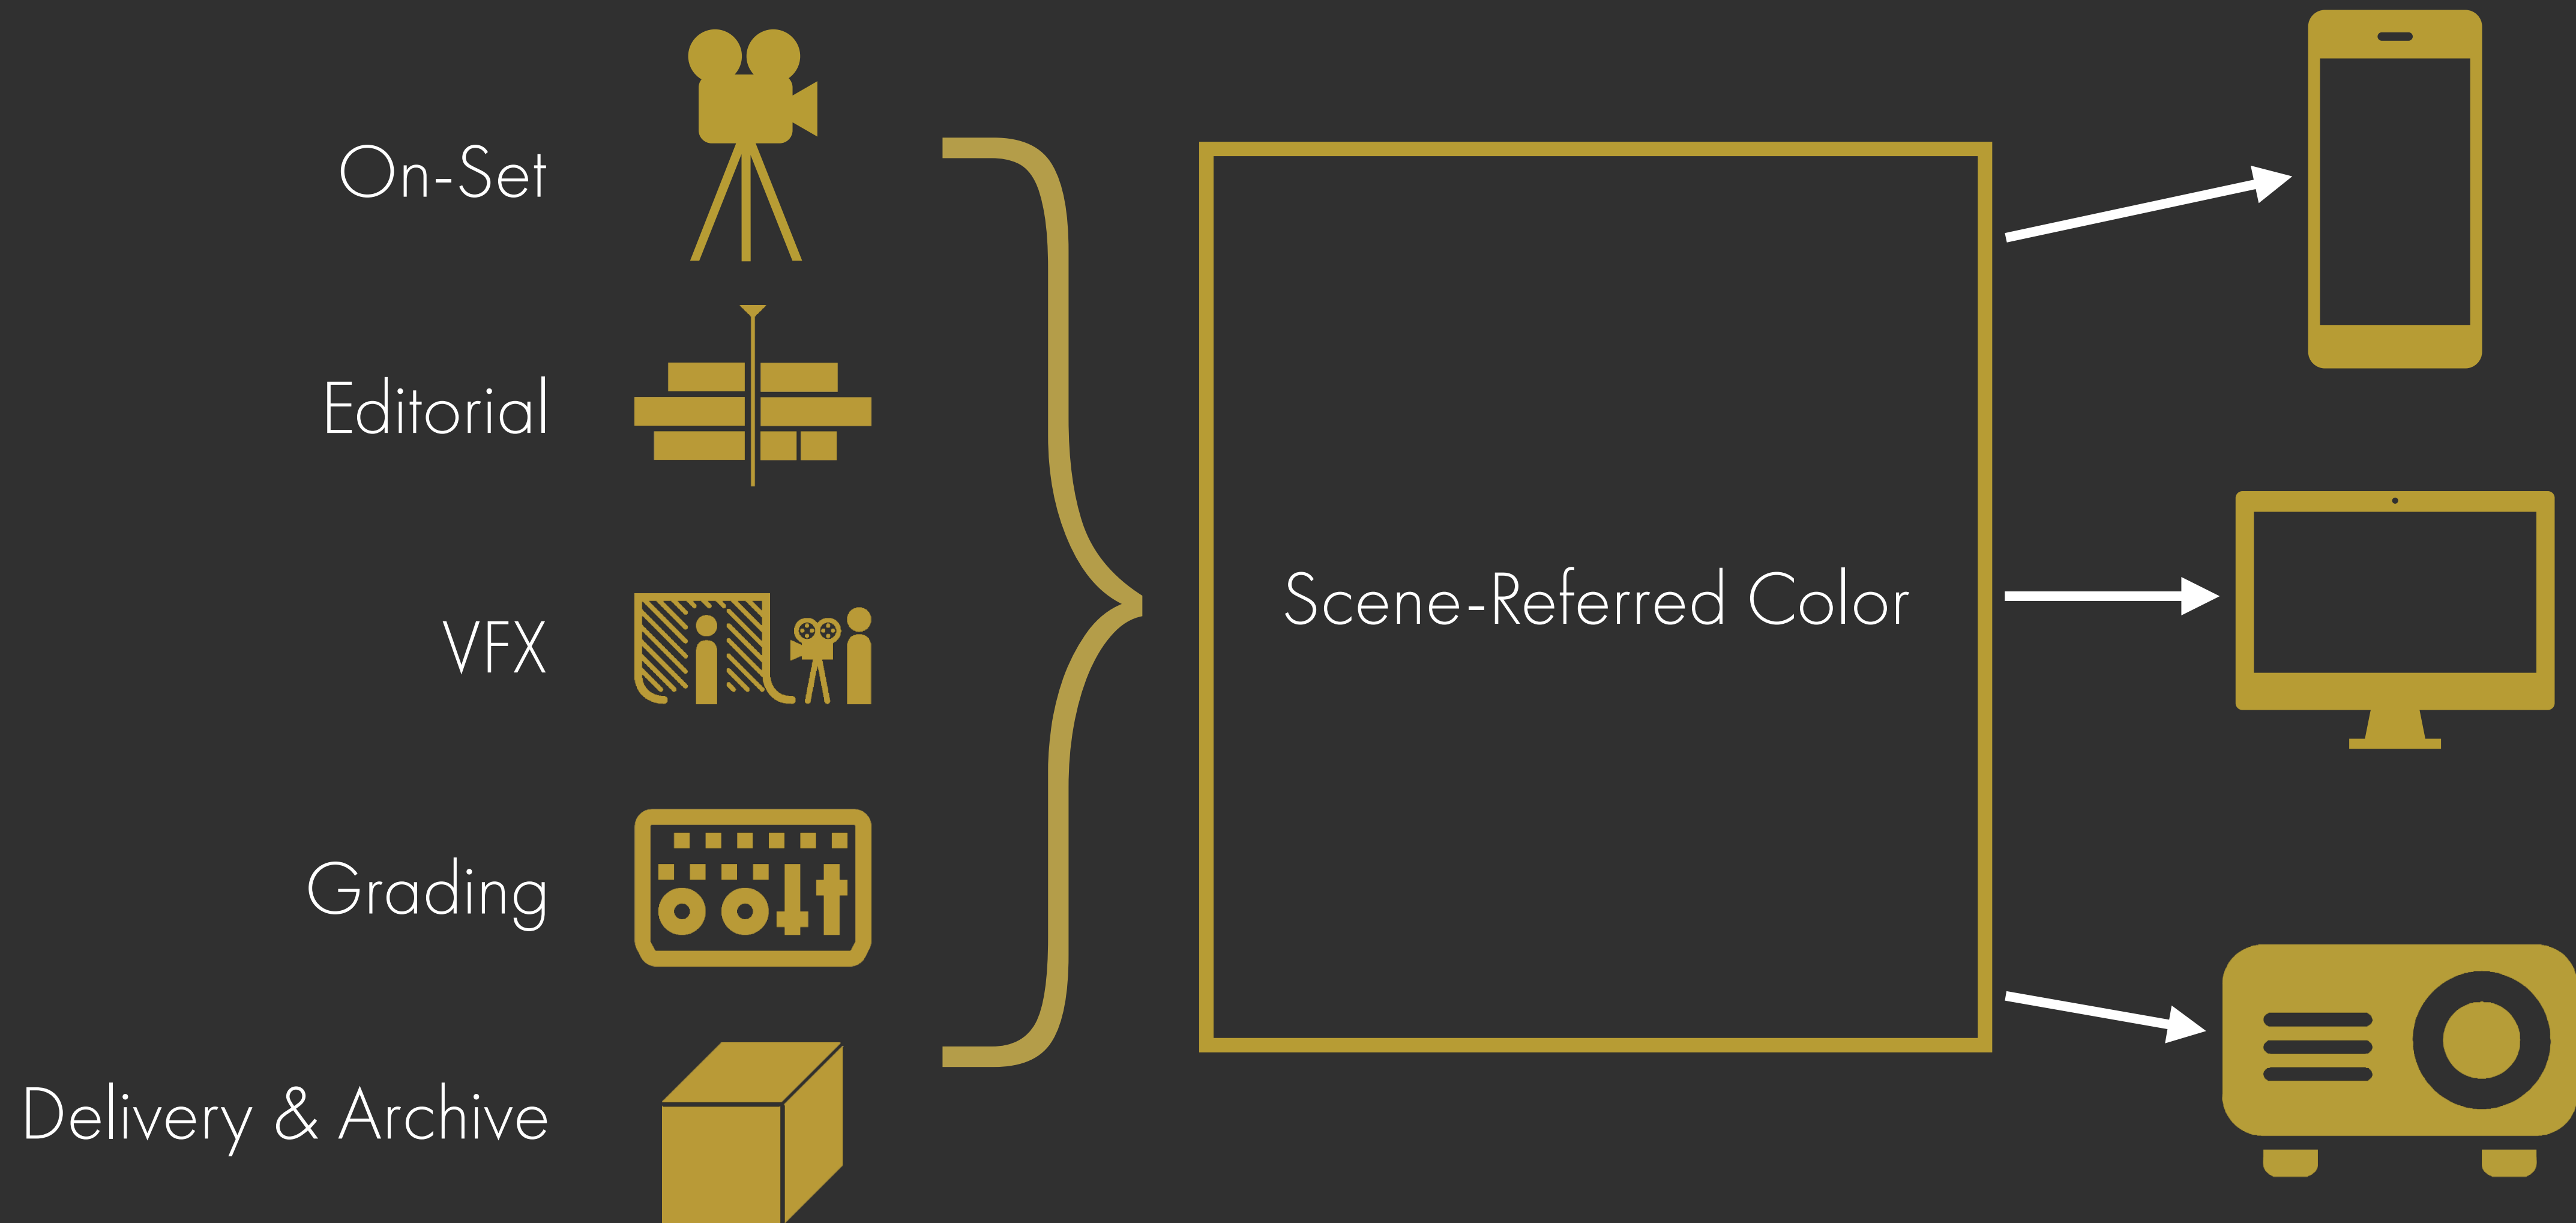 On-Set
Editorial
VFX
Grading
Delivery & Archive
Scene-Referred Color